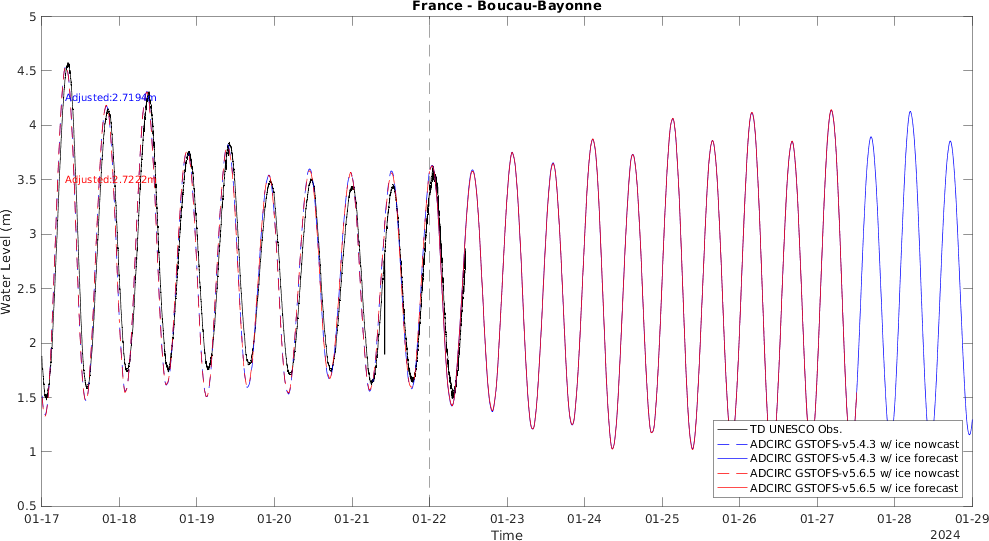 France - Boucau-Bayonne
5
4.5
4
3.5
3
2.5
2
1.5
1
0.5
Water Level (m)
Adjusted:2.7194m
Adjusted:2.7222m
TD UNESCO Obs.
ADCIRC GSTOFS-v5.4.3 w/ ice nowcast
ADCIRC GSTOFS-v5.4.3 w/ ice forecast
ADCIRC GSTOFS-v5.6.5 w/ ice nowcast
ADCIRC GSTOFS-v5.6.5 w/ ice forecast
01-17 01-18 01-19 01-20 01-21 01-22 01-23 01-24 01-25 01-26 01-27 01-28 01-29
Time
2024